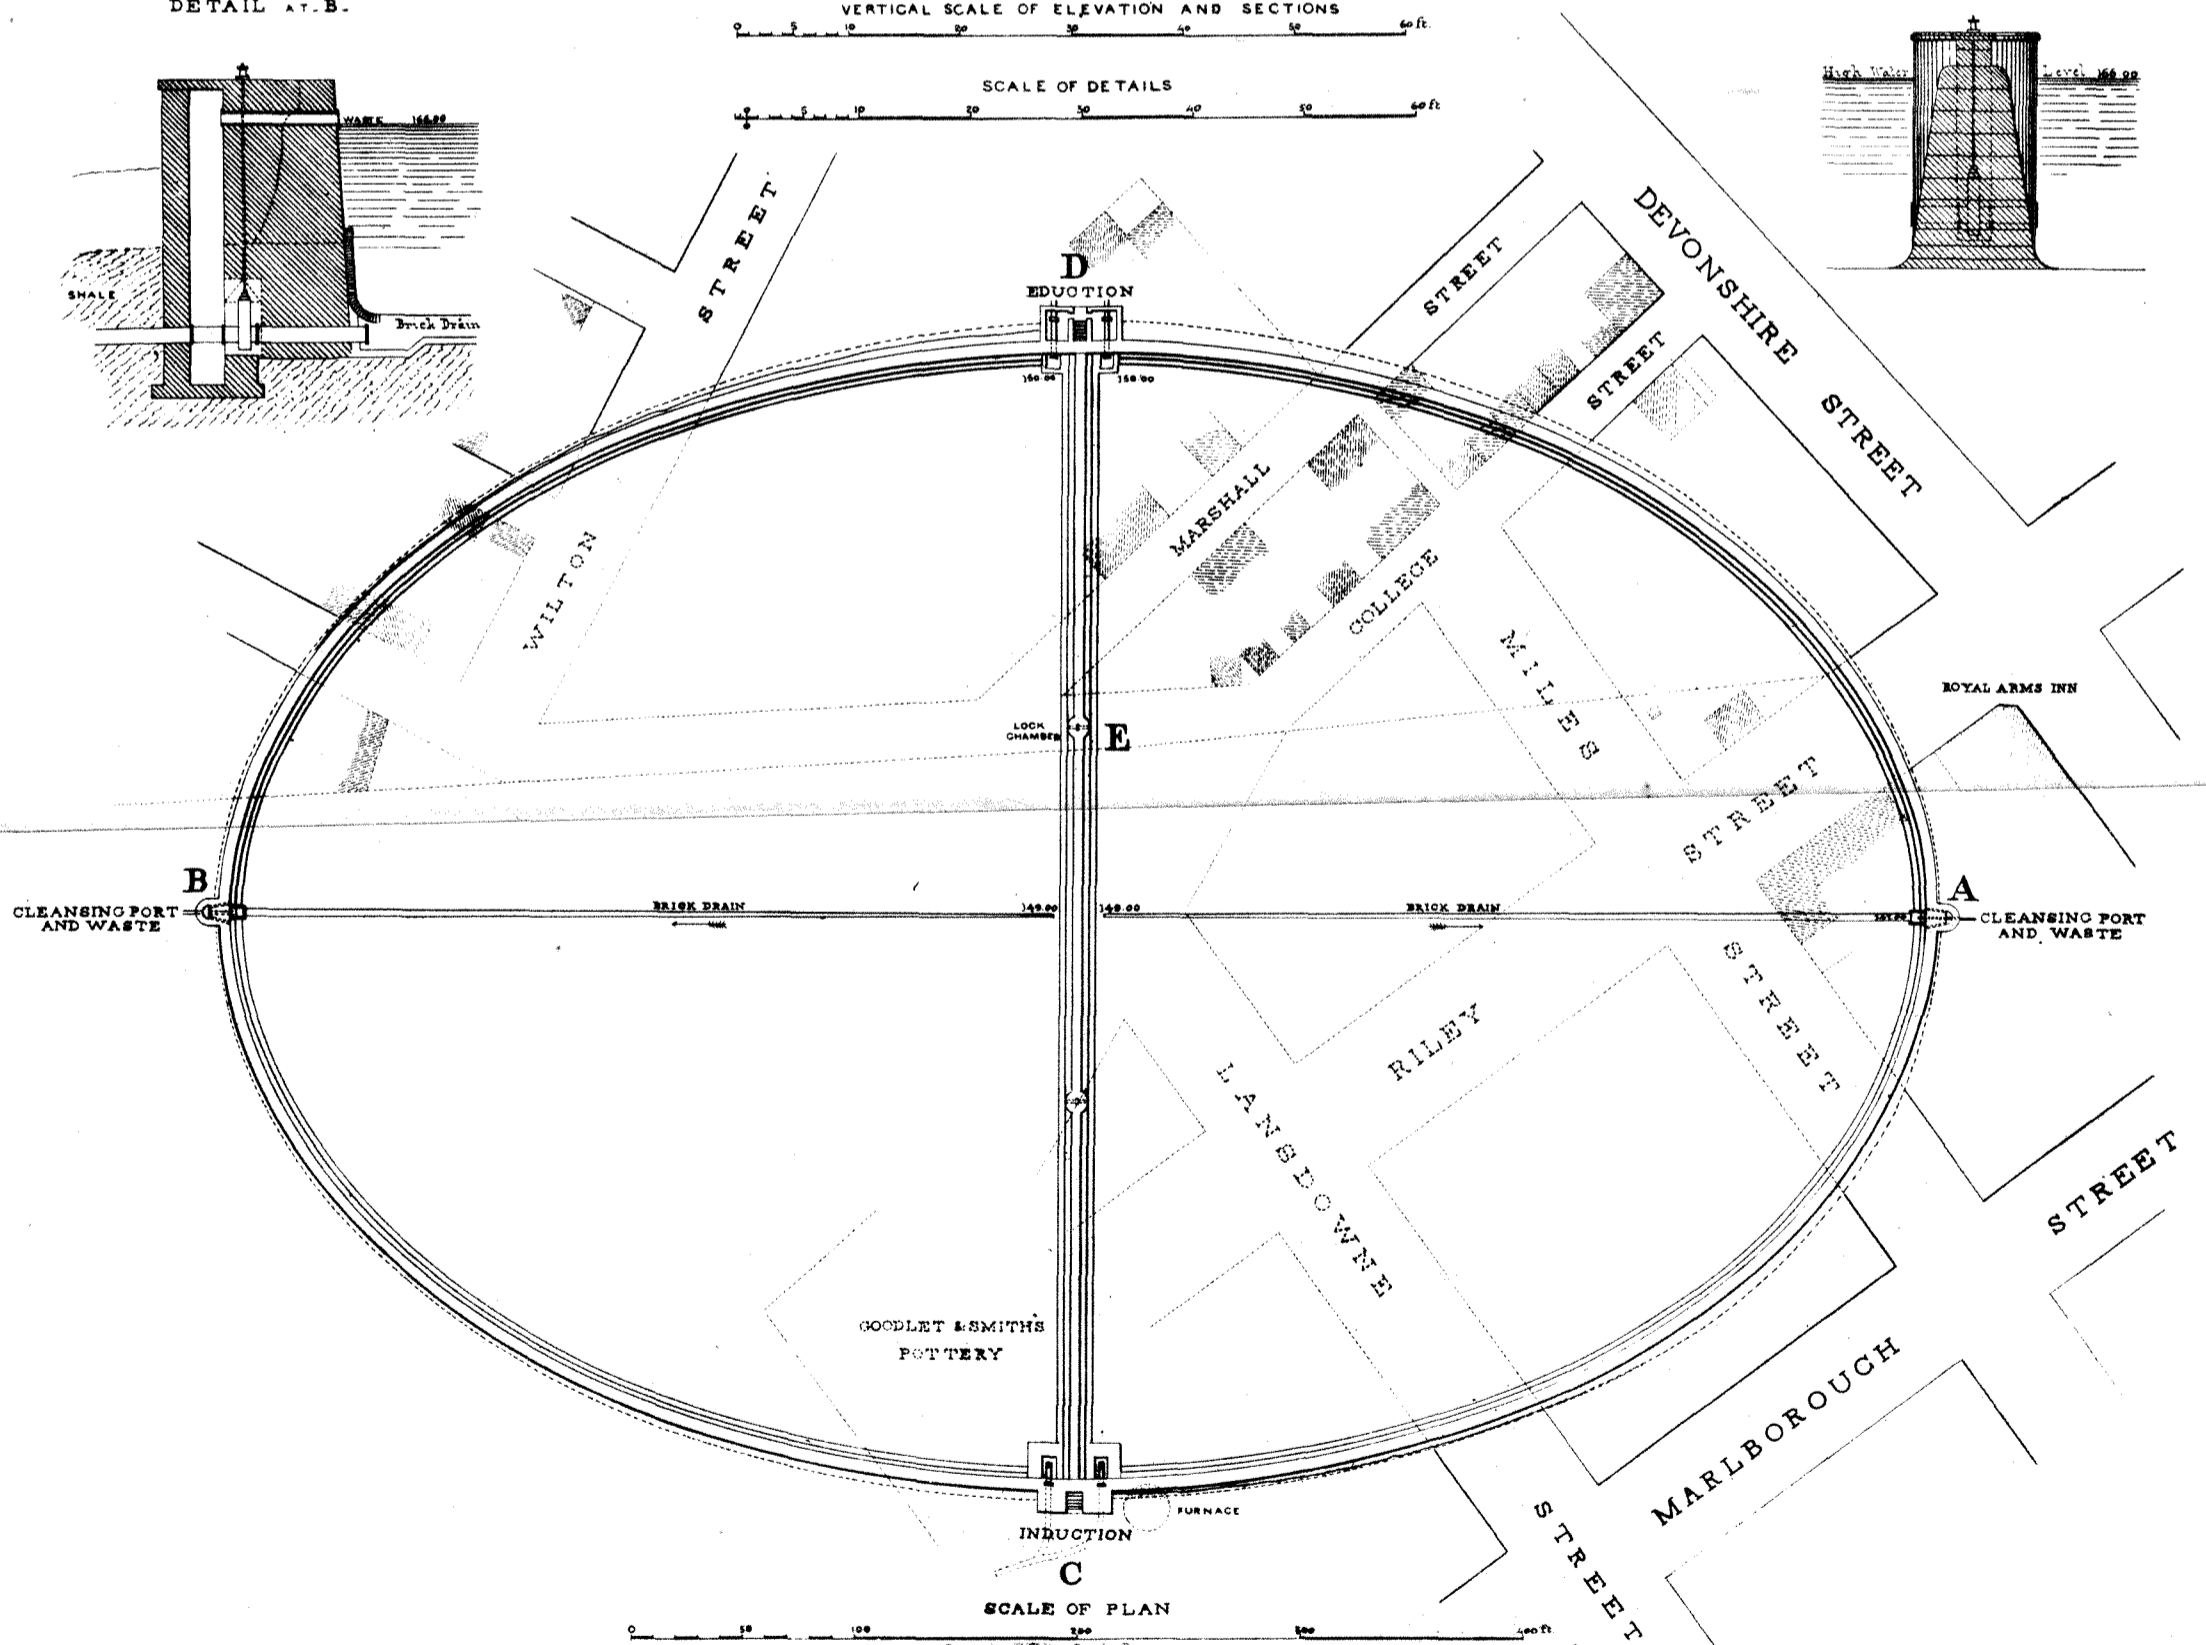 DETAIL AT B.
VERTICAL SCALE OF ELEVATION AND SECTIONS
0 5 10 20 30 40 50 60 ft.
SCALE OF DETAILS
0 5 10 20 30 40 50 60 ft
High Water Level 166.00
WASTE 166.00
SHALE
Brick Drain
STREET
DEVONSHIRE
STREET
STREET
STREET
D
EDUCTION
150.00 150.00
MARSHALL
COLLEGE
WILTON
MILES
STREET
ROYAL ARMS INN
LOCK
CHAMBER
E
B
CLEANSING PORT
AND WASTE
BRICK DRAIN
149.00 149.00
BRICK DRAIN
A
CLEANSING PORT
AND WASTE
STREET
RILEY
LANSDOWNE
STREET
GOODLET & SMITH'S
POTTERY
MARLBOROUGH
STREET
FURNACE
INDUCTION
C
SCALE OF PLAN
0 50 100 200 300 400 ft.